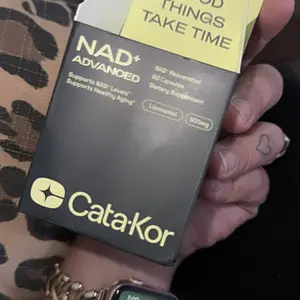 THINGS
TAKE TIME
NAD+
ADVANCED
Supports NAD+ Levels*
Supports Healthy Aging*
NAD+ Resveratrol
60 Capsules
Dietary Supplement
Liposomal
500mg
Cata-Kor